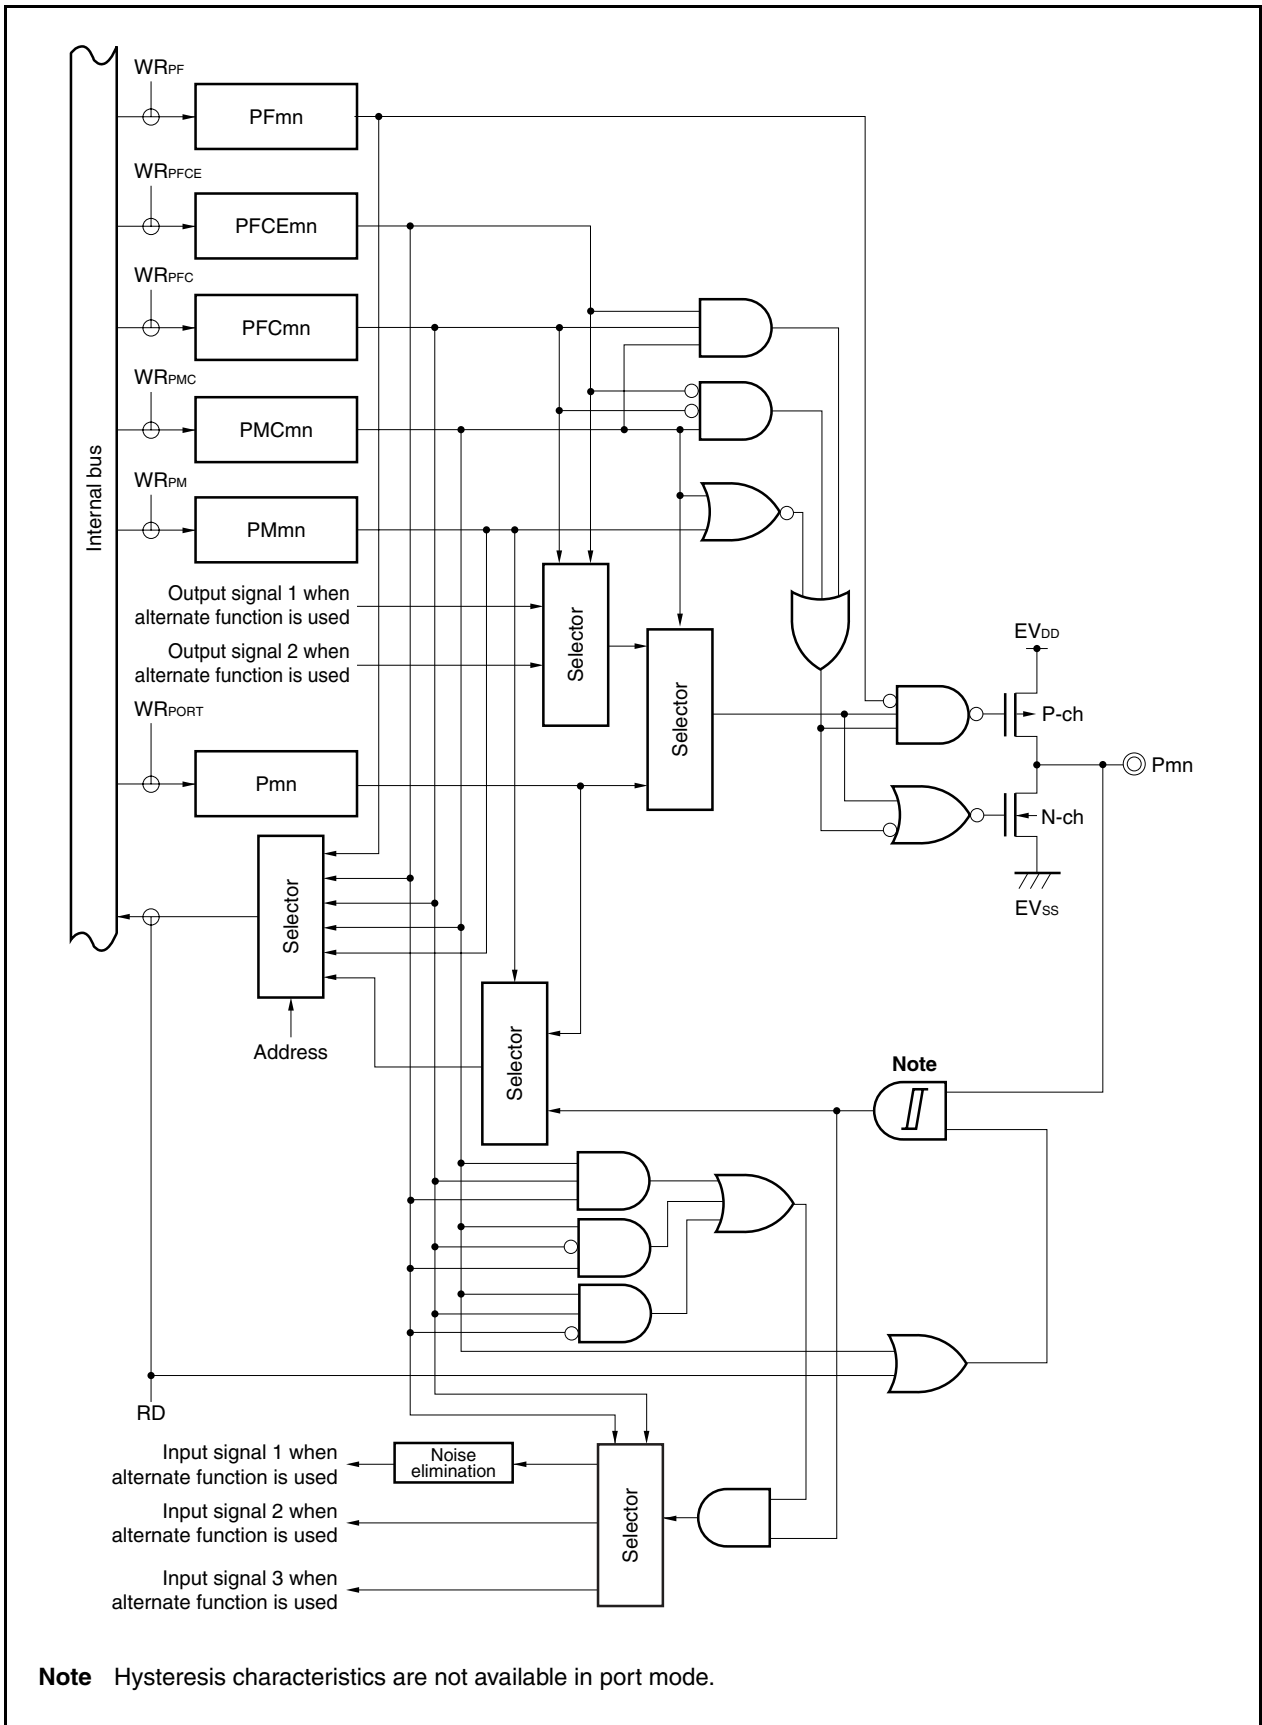 WRPF
PFmn
WRPFCE
PFCEmn
WRPFC
PFCmn
WRPMC
PMCmn
Internal bus
WRPM
PMmn
Output signal 1 when
alternate function is used
Output signal 2 when
alternate function is used
Selector
Selector
EVDD
P-ch
WRPORT
Pmn
Pmn
N-ch
EVSS
Selector
Address
Selector
Note
RD
Input signal 1 when
alternate function is used
Noise
elimination
Input signal 2 when
alternate function is used
Selector
Input signal 3 when
alternate function is used
Note Hysteresis characteristics are not available in port mode.